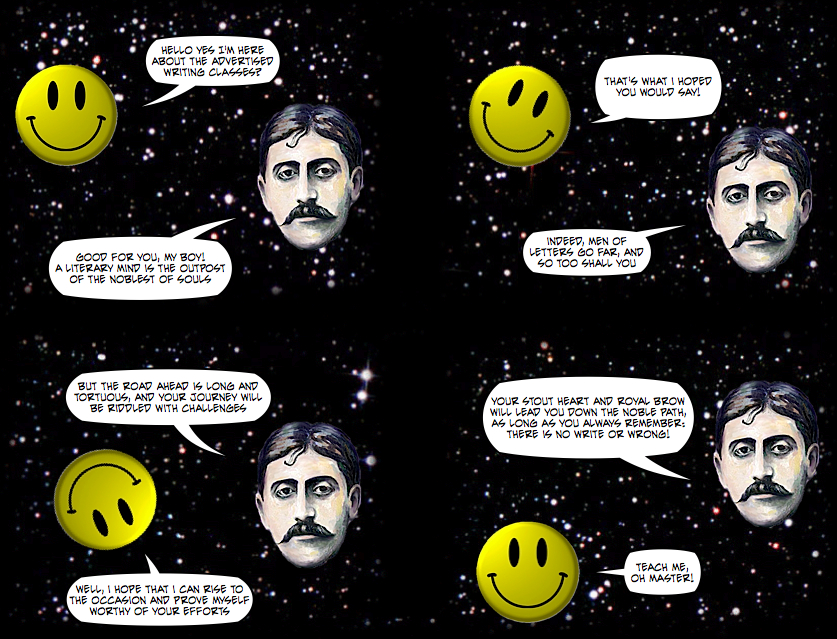 HELLO YES I'M HERE
ABOUT THE ADVERTISED
WRITING CLASSES?
GOOD FOR YOU, MY BOY!
A LITERARY MIND IS THE OUTPOST
OF THE NOBLEST OF SOULS
THAT'S WHAT I HOPED
YOU WOULD SAY!
INDEED, MEN OF
LETTERS GO FAR, AND
SO TOO SHALL YOU
BUT THE ROAD AHEAD IS LONG AND
TORTUOUS, AND YOUR JOURNEY WILL
BE RIDDLED WITH CHALLENGES
WELL, I HOPE THAT I CAN RISE TO
THE OCCASION AND PROVE MYSELF
WORTHY OF YOUR EFFORTS
YOUR STOUT HEART AND ROYAL BROW
WILL LEAD YOU DOWN THE NOBLE PATH,
AS LONG AS YOU ALWAYS REMEMBER:
THERE IS NO WRITE OR WRONG!
TEACH ME,
OH MASTER!